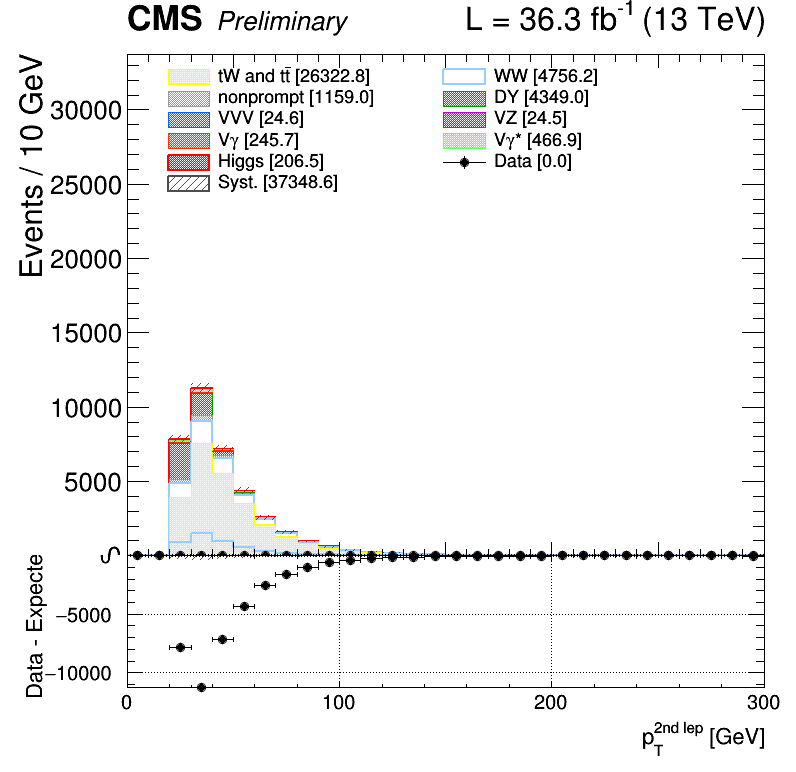 CMS Preliminary L = 36.3 fb⁻¹ (13 TeV)
Events / 10 GeV
tW and tt̄ [26322.8]
nonprompt [1159.0]
VVV [24.6]
Vγ [245.7]
Higgs [206.5]
Syst. [37348.6]
WW [4756.2]
DY [4349.0]
VZ [24.5]
Vγ* [466.9]
Data [0.0]
30000
25000
20000
15000
10000
5000
0
Data - Expecte
−5000
−10000
0 100 200 300
p_T^{2nd lep} [GeV]